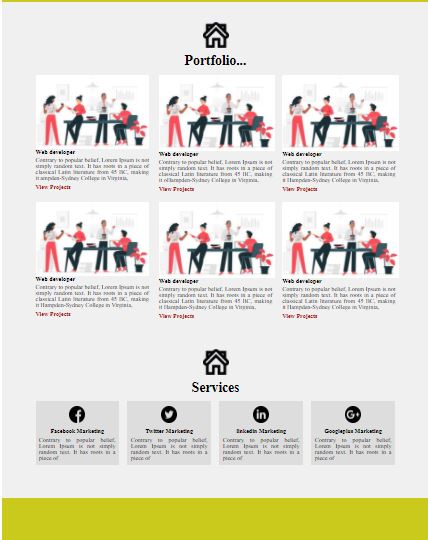 Portfolio...
Web developer
Contrary to popular belief, Lorem Ipsum is not
simply random text. It has roots in a piece of
classical Latin literature from 45 BC, making
it Hampden-Sydney College in Virginia,
View Projects
Web developer
Contrary to popular belief, Lorem Ipsum is not
simply random text. It has roots in a piece of
classical Latin literature from 45 BC, making
it oHampden-Sydney College in Virginia,
View Projects
Web developer
Contrary to popular belief, Lorem Ipsum is not
simply random text. It has roots in a piece of
classical Latin literature from 45 BC, making
it Hampden-Sydney College in Virginia,
View Projects
Web developer
Contrary to popular belief, Lorem Ipsum is not
simply random text. It has roots in a piece of
classical Latin literature from 45 BC, making
it Hampden-Sydney College in Virginia,
View Projects
Web developer
Contrary to popular belief, Lorem Ipsum is not
simply random text. It has roots in a piece of
classical Latin literature from 45 BC, making
it Hampden-Sydney College in Virginia,
View Projects
Web developer
Contrary to popular belief, Lorem Ipsum is not
simply random text. It has roots in a piece of
classical Latin literature from 45 BC, making
it Hampden-Sydney College in Virginia,
View Projects
Services
Facebook Marketing
Contrary to popular belief,
Lorem Ipsum is not simply
random text. It has roots in a
piece of
Twitter Marketing
Contrary to popular belief,
Lorem Ipsum is not simply
random text. It has roots in a
piece of
linkedin Marketing
Contrary to popular belief,
Lorem Ipsum is not simply
random text. It has roots in a
piece of
Googleplus Marketing
Contrary to popular belief,
Lorem Ipsum is not simply
random text. It has roots in a
piece of